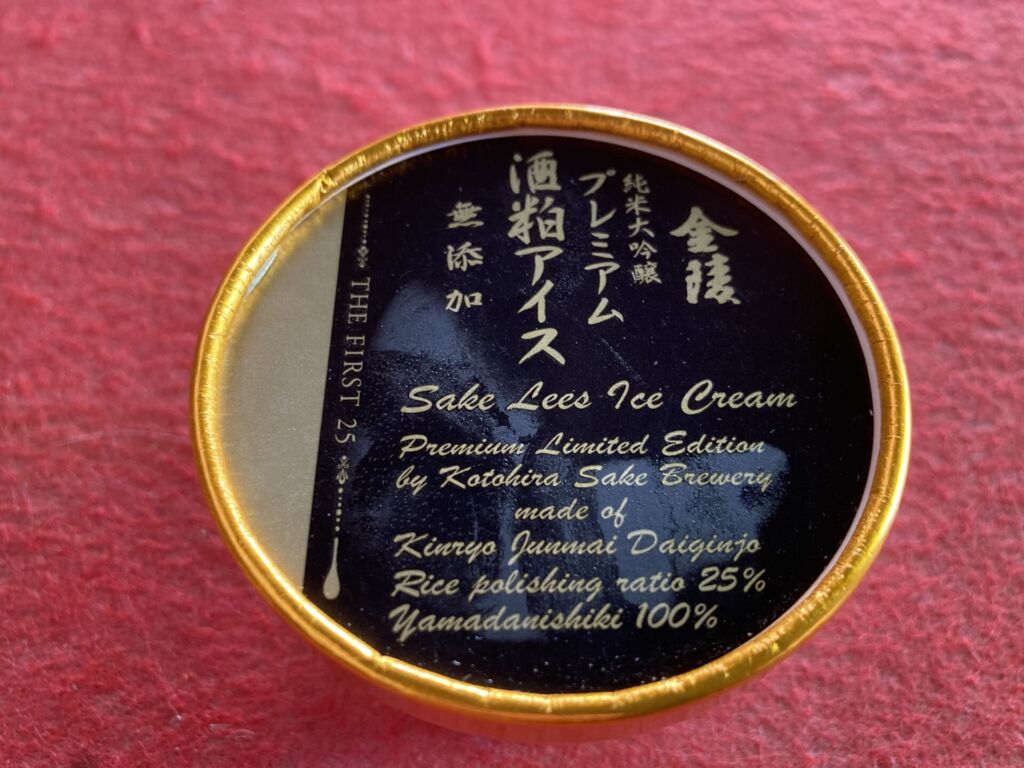 金陵
純米大吟醸
プレミアム
酒粕アイス
無添加
THE FIRST 25
Sake Lees Ice Cream
Premium Limited Edition
by Kotohira Sake Brewery
made of
Kinryo Junmai Daiginjo
Rice polishing ratio 25%
Yamadanishiki 100%